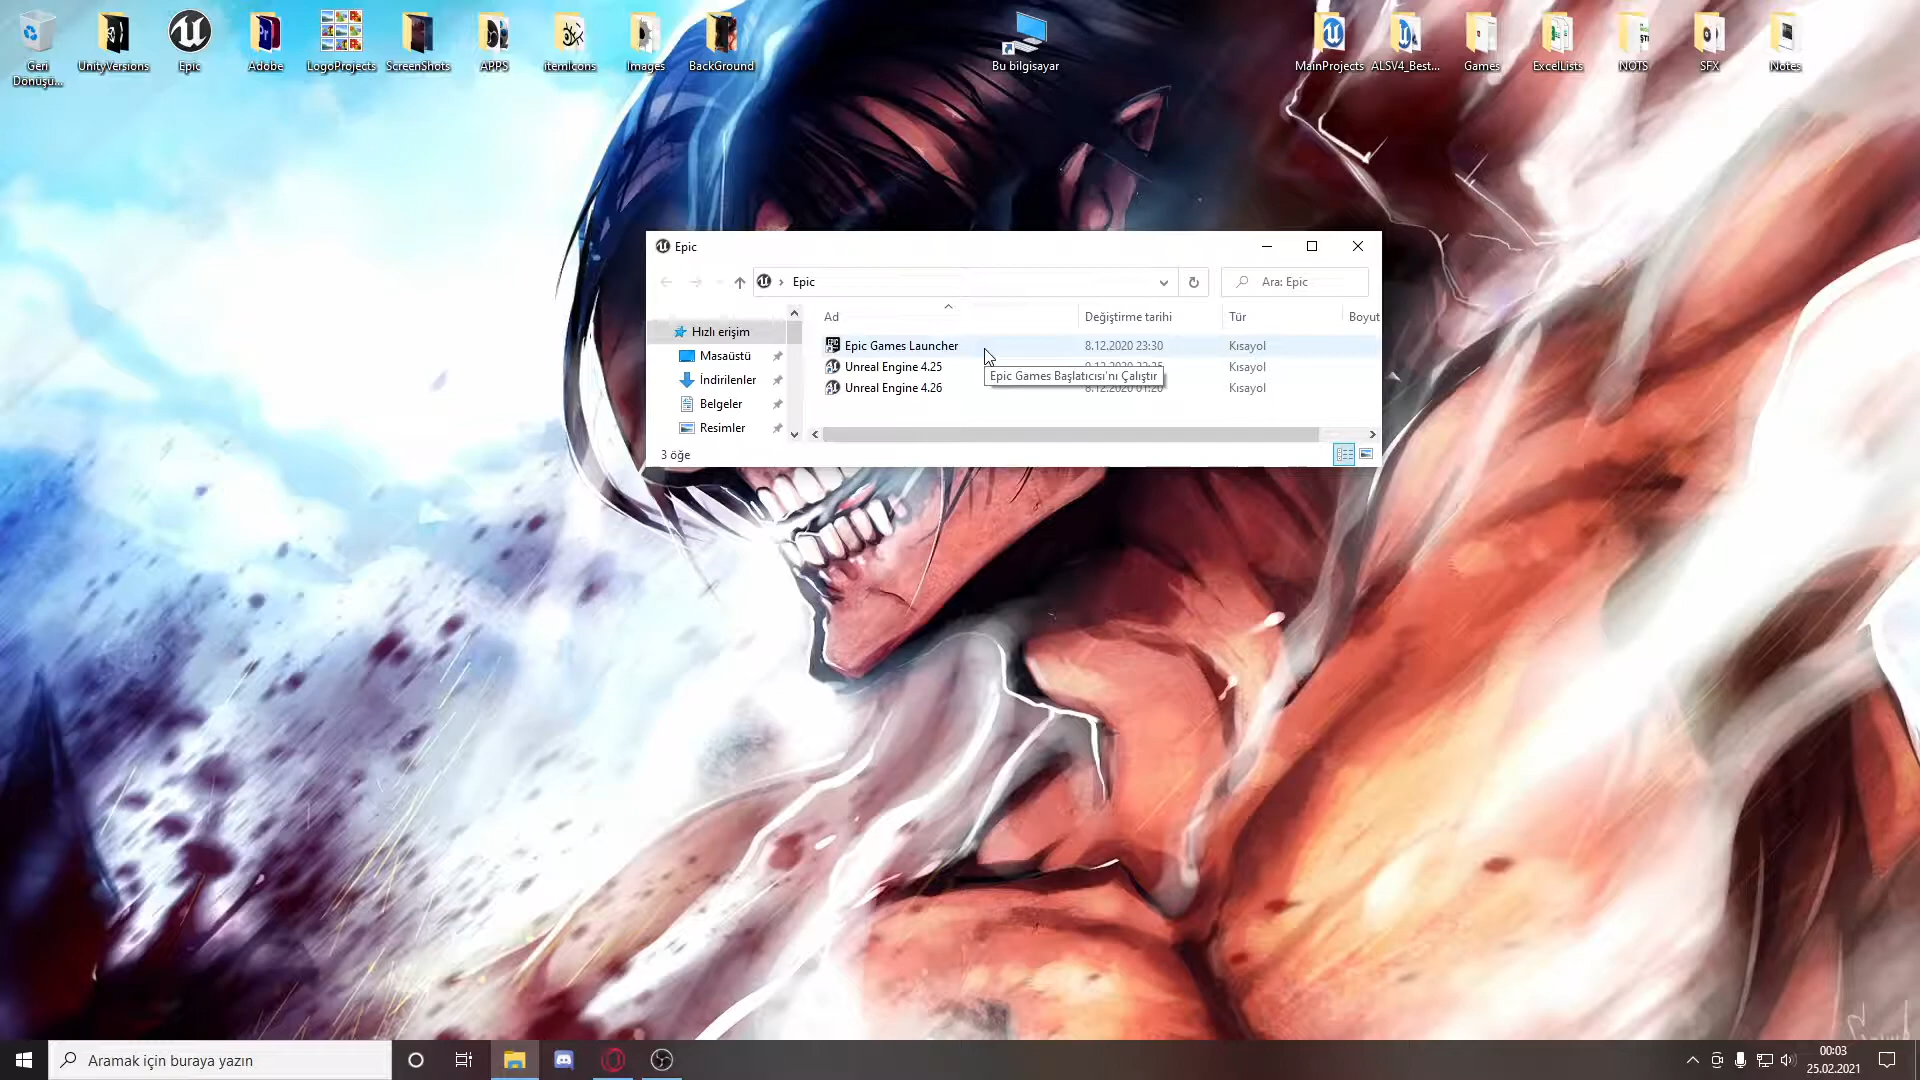 Geri
Dönüşü...
UnityVersions
Epic
Adobe
LogoProjects
ScreenShots
APPS
itemIcons
Images
BackGround
Bu bilgisayar
MainProjects
ALSV4_Best...
Games
ExcelLists
NOTS
SFX
Notes
Epic
Epic
Ara: Epic
Ad
Değiştirme tarihi
Tür
Boyut
Hızlı erişim
Masaüstü
İndirilenler
Belgeler
Resimler
Epic Games Launcher
8.12.2020 23:30
Kısayol
Unreal Engine 4.25
Kısayol
Unreal Engine 4.26
Kısayol
Epic Games Başlatıcısı'nı Çalıştır
3 öğe
Aramak için buraya yazın
00:03
25.02.2021